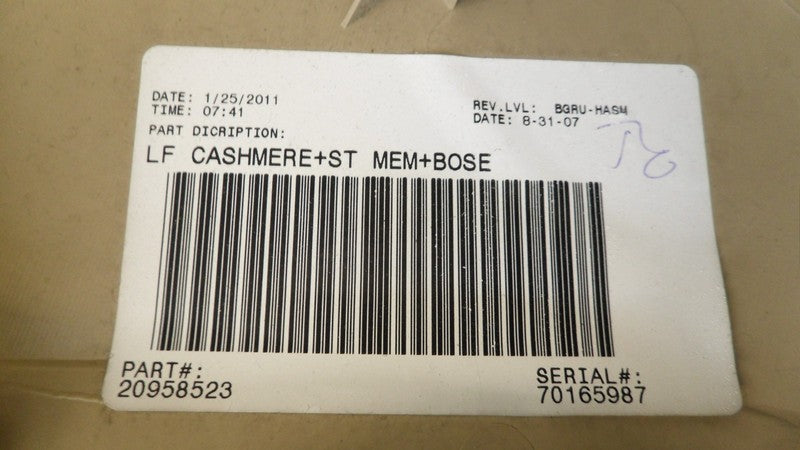 DATE: 1/25/2011
TIME: 07:41
REV.LVL: BGRU-HASM
DATE: 8-31-07
PART DICRIPTION:
LF CASHMERE+ST MEM+BOSE
PART#:
20958523
SERIAL#:
70165987